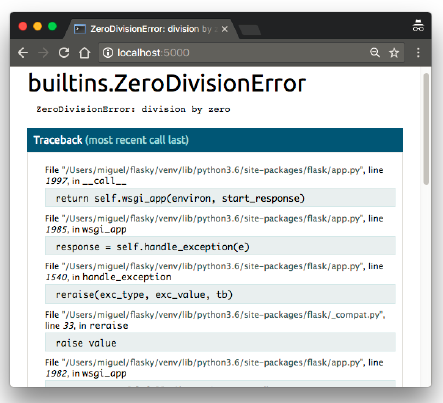 ZeroDivisionError: division by z
localhost:5000
builtins.ZeroDivisionError
ZeroDivisionError: division by zero
Traceback (most recent call last)
File "/Users/miguel/flasky/venv/lib/python3.6/site-packages/flask/app.py", line
1997, in __call__
return self.wsgi_app(environ, start_response)
File "/Users/miguel/flasky/venv/lib/python3.6/site-packages/flask/app.py", line
1985, in wsgi_app
response = self.handle_exception(e)
File "/Users/miguel/flasky/venv/lib/python3.6/site-packages/flask/app.py", line
1540, in handle_exception
reraise(exc_type, exc_value, tb)
File "/Users/miguel/flasky/venv/lib/python3.6/site-packages/flask/_compat.py",
line 33, in reraise
raise value
File "/Users/miguel/flasky/venv/lib/python3.6/site-packages/flask/app.py", line
1982, in wsgi_app